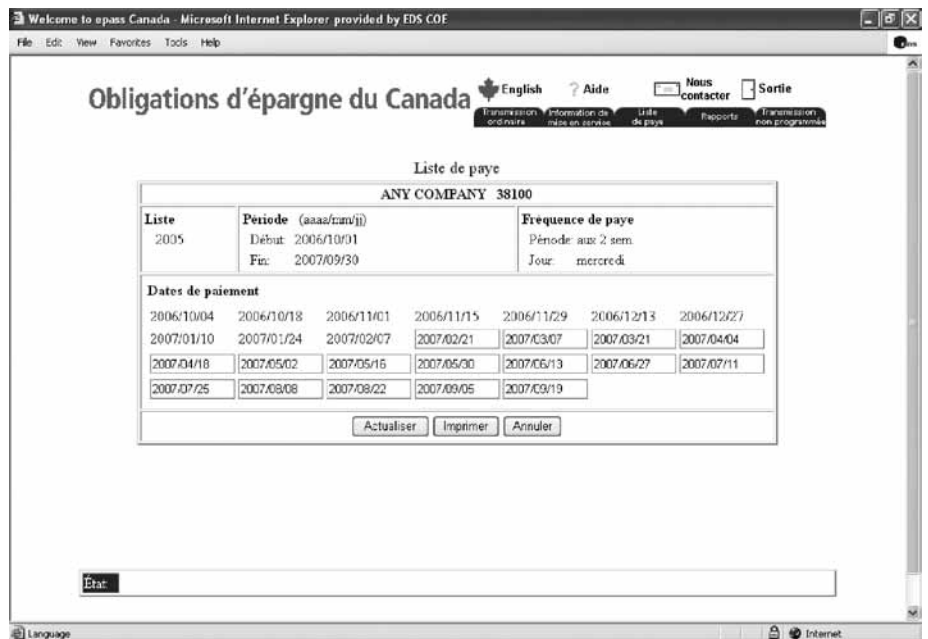 Welcome to epass Canada - Microsoft Internet Explorer provided by EDS COE
File Edit View Favorites Tools Help
Obligations d'épargne du Canada
English ? Aide Nous contacter Sortie
Transmission ordinaire Information de mise en service Liste de paye Rapports Transmission non programmée
Liste de paye
ANY COMPANY 38100
Liste Période (aaaa/mm/jj) Fréquence de paye
2005 Début: 2006/10/01 Période: aux 2 sem.
Fin: 2007/09/30 Jour: mercredi
Dates de paiement
2006/10/04 2006/10/18 2006/11/01 2006/11/15 2006/11/29 2006/12/13 2006/12/27
2007/01/10 2007/01/24 2007/02/07 2007/02/21 2007/03/07 2007/03/21 2007/04/04
2007/04/18 2007/05/02 2007/05/16 2007/05/30 2007/06/13 2007/06/27 2007/07/11
2007/07/25 2007/08/08 2007/08/22 2007/09/05 2007/09/19
Actualiser Imprimer Annuler
État:
Language Internet